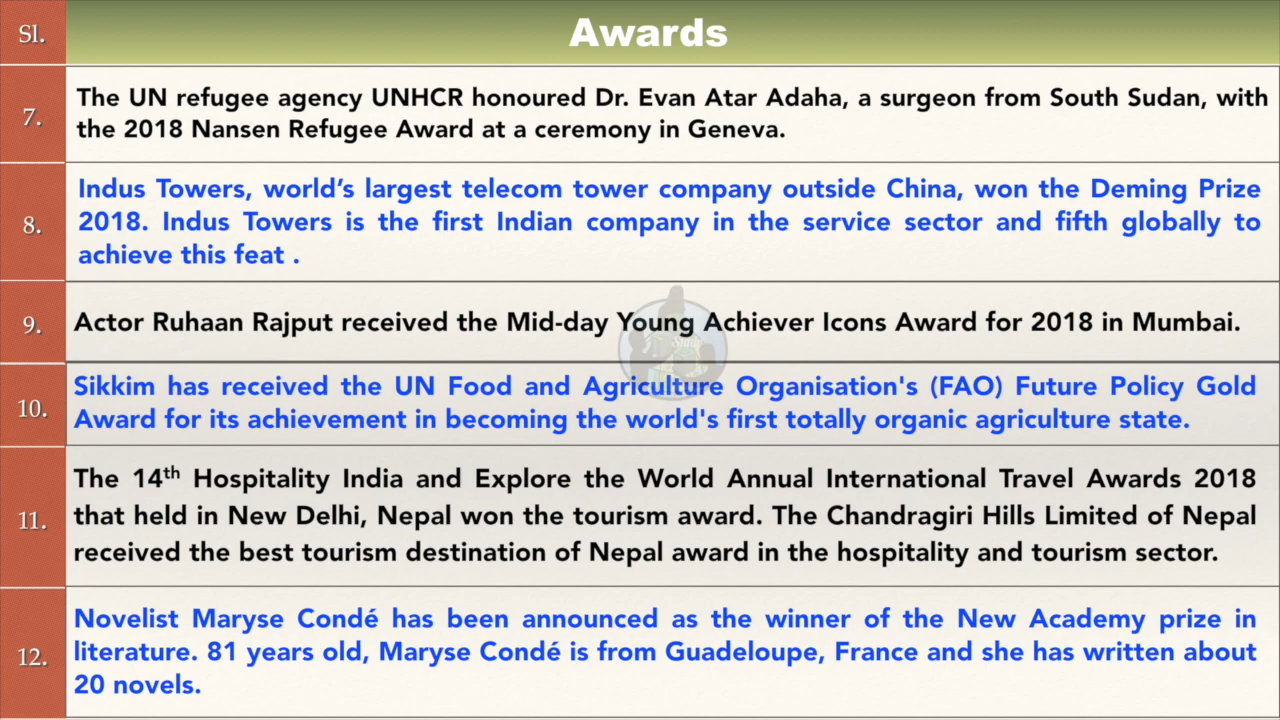 Sl.
Awards
7.
The UN refugee agency UNHCR honoured Dr. Evan Atar Adaha, a surgeon from South Sudan, with
the 2018 Nansen Refugee Award at a ceremony in Geneva.
8.
Indus Towers, world’s largest telecom tower company outside China, won the Deming Prize
2018. Indus Towers is the first Indian company in the service sector and fifth globally to
achieve this feat .
9.
Actor Ruhaan Rajput received the Mid-day Young Achiever Icons Award for 2018 in Mumbai.
10.
Sikkim has received the UN Food and Agriculture Organisation's (FAO) Future Policy Gold
Award for its achievement in becoming the world's first totally organic agriculture state.
11.
The 14th Hospitality India and Explore the World Annual International Travel Awards 2018
that held in New Delhi, Nepal won the tourism award. The Chandragiri Hills Limited of Nepal
received the best tourism destination of Nepal award in the hospitality and tourism sector.
12.
Novelist Maryse Condé has been announced as the winner of the New Academy prize in
literature. 81 years old, Maryse Condé is from Guadeloupe, France and she has written about
20 novels.